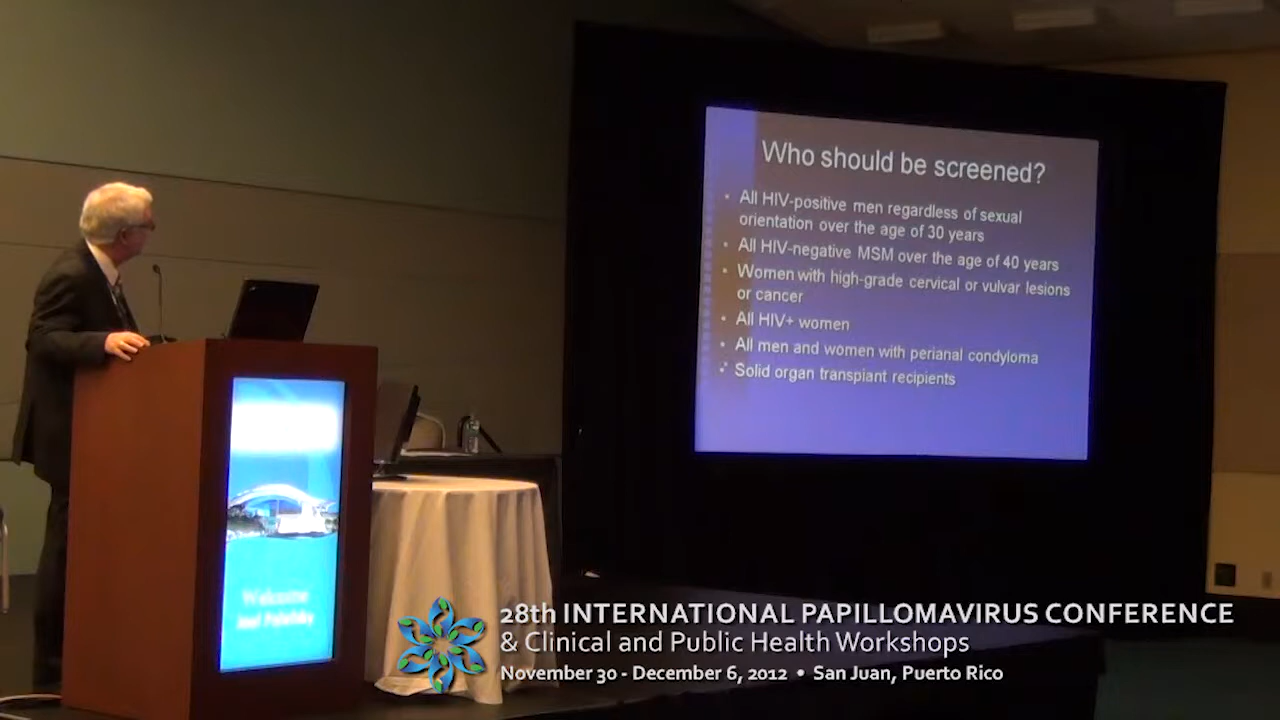 Who should be screened?
• All HIV-positive men regardless of sexual
orientation over the age of 30 years
• All HIV-negative MSM over the age of 40 years
• Women with high-grade cervical or vulvar lesions
or cancer
• All HIV+ women
• All men and women with perianal condyloma
• Solid organ transplant recipients
Welcome
28th INTERNATIONAL PAPILLOMAVIRUS CONFERENCE
& Clinical and Public Health Workshops
November 30 - December 6, 2012 • San Juan, Puerto Rico